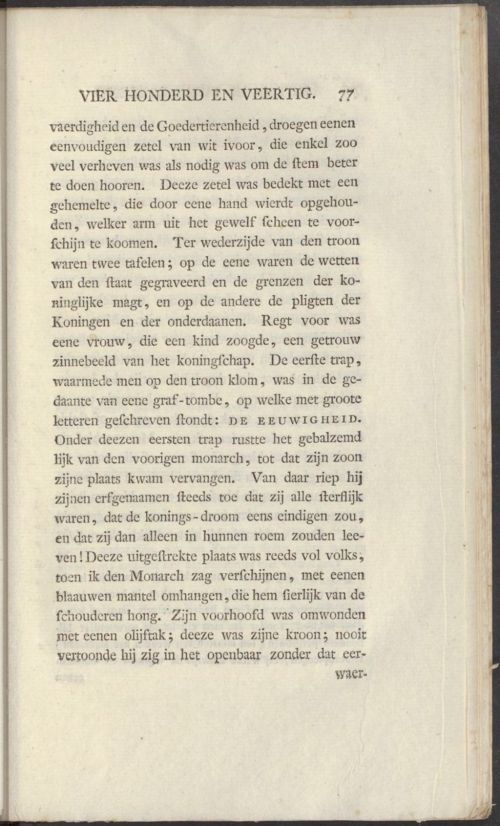 VIER HONDERD EN VEERTIG. 77
vaerdigheid en de Goedertierenheid, droegen eenen
eenvoudigen zetel van wit ivoor, die enkel zoo
veel verheven was als nodig was om de ſtem beter
te doen hooren. Deeze zetel was bedekt met een
gehemelte, die door eene hand wierdt opgehou-
den, welker arm uit het gewelf ſcheen te voor-
ſchijn te koomen. Ter wederzijde van den troon
waren twee tafelen; op de eene waren de wetten
van den ſtaat gegraveerd en de grenzen der ko-
ninglijke magt, en op de andere de pligten der
Koningen en der onderdaanen. Regt voor was
eene vrouw, die een kind zoogde, een getrouw
zinnebeeld van het koningſchap. De eerſte trap,
waarmede men op den troon klom, was in de ge-
daante van eene graf-tombe, op welke met groote
letteren geſchreven ſtondt: DE EEUWIGHEID.
Onder deezen eersten trap rustte het gebalzemd
lijk van den voorigen monarch, tot dat zijn zoon
zijne plaats kwam vervangen. Van daar riep hij
zijnen erfgenaamen ſteeds toe dat zij alle ſterflijk
waren, dat de konings-droom eens eindigen zou,
en dat zij dan alleen in hunnen roem zouden lee-
ven! Deeze uitgeſtrekte plaats was reeds vol volks,
toen ik den Monarch zag verſchijnen, met eenen
blaauwen mantel omhangen, die hem ſierlijk van de
ſchouderen hong. Zijn voorhoofd was omwonden
met eenen olijftak; deeze was zijne kroon; nooit
vertoonde hij zig in het openbaar zonder dat eer-
waer-